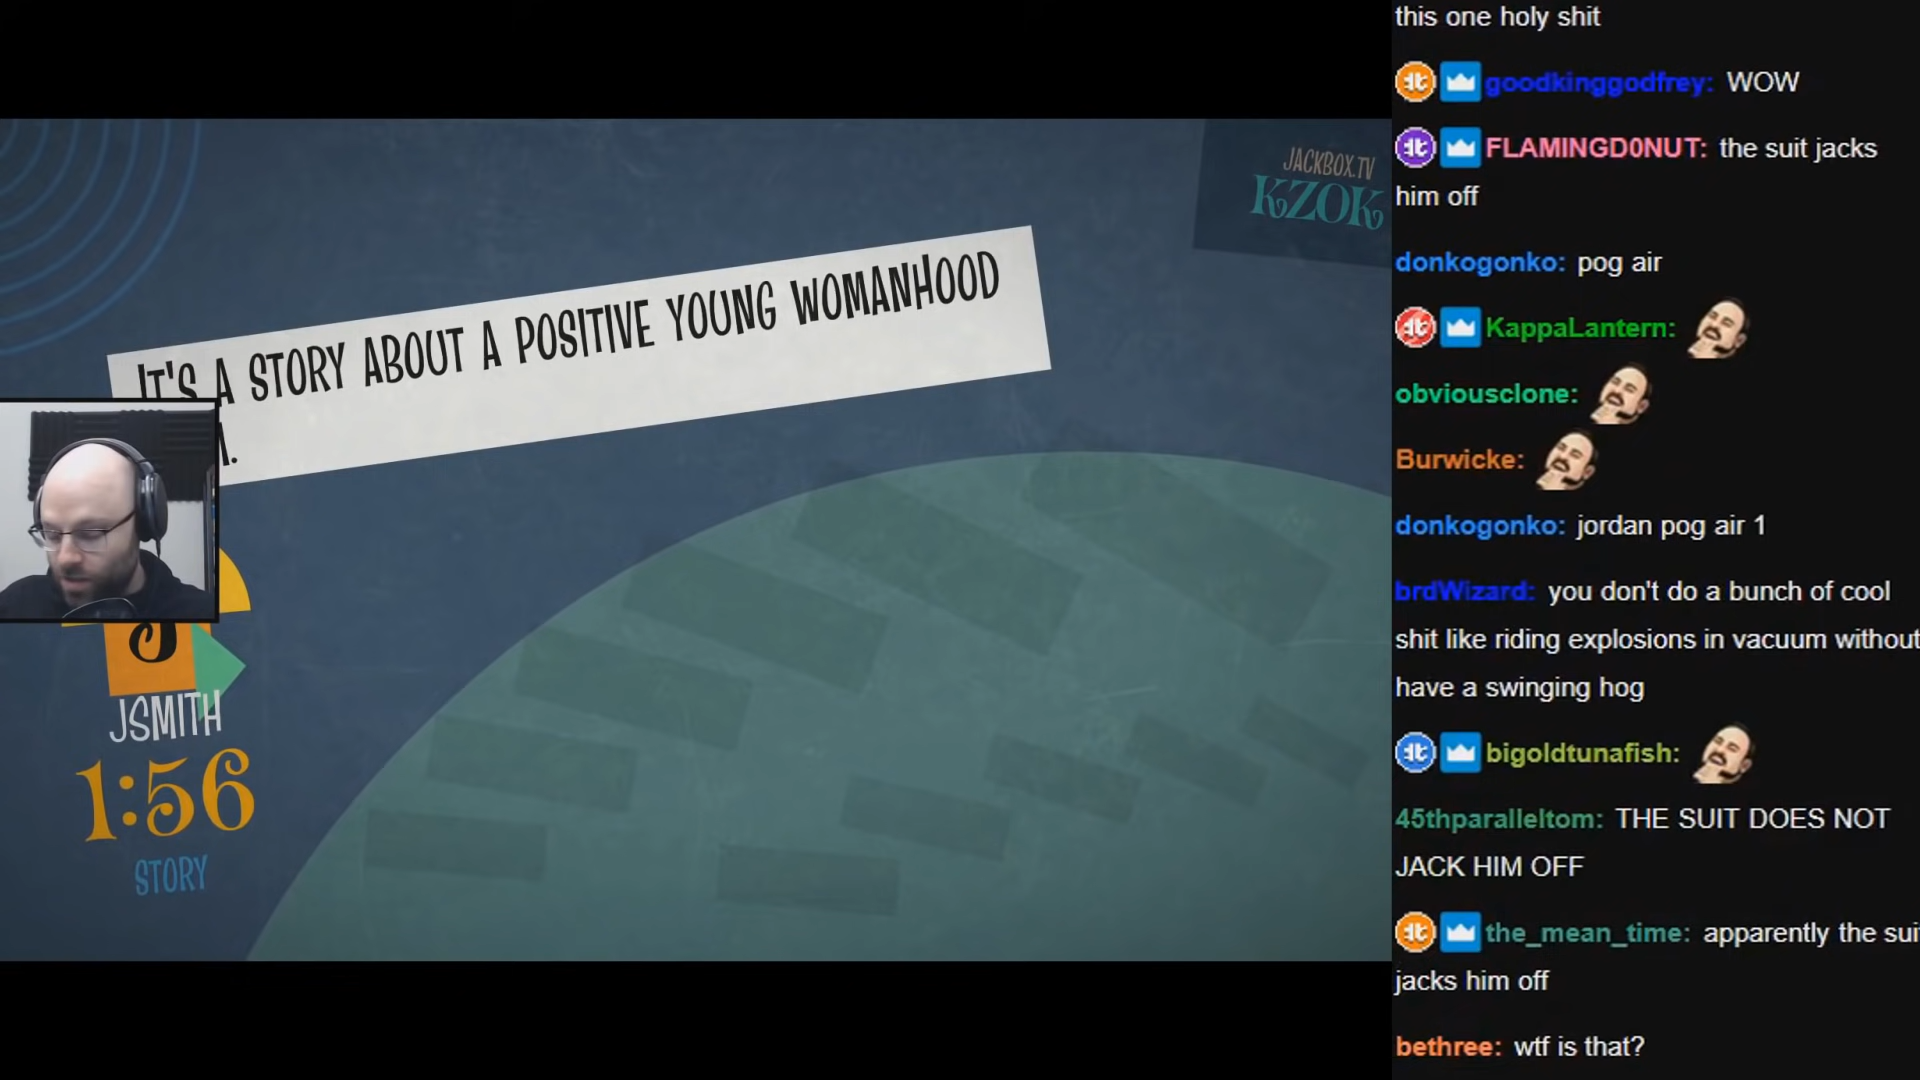 this one holy shit
goodkinggodfrey: WOW
FLAMINGD0NUT: the suit jacks
him off
donkogonko: pog air
KappaLantern:
obviousclone:
Burwicke:
donkogonko: jordan pog air 1
brdWizard: you don't do a bunch of cool
shit like riding explosions in vacuum without
have a swinging hog
bigoldtunafish:
45thparalleltom: THE SUIT DOES NOT
JACK HIM OFF
the_mean_time: apparently the suit
jacks him off
bethree: wtf is that?
JACKBOX.TV
KZOK
IT'S A STORY ABOUT A POSITIVE YOUNG WOMANHOOD
J
JSMITH
1:56
STORY